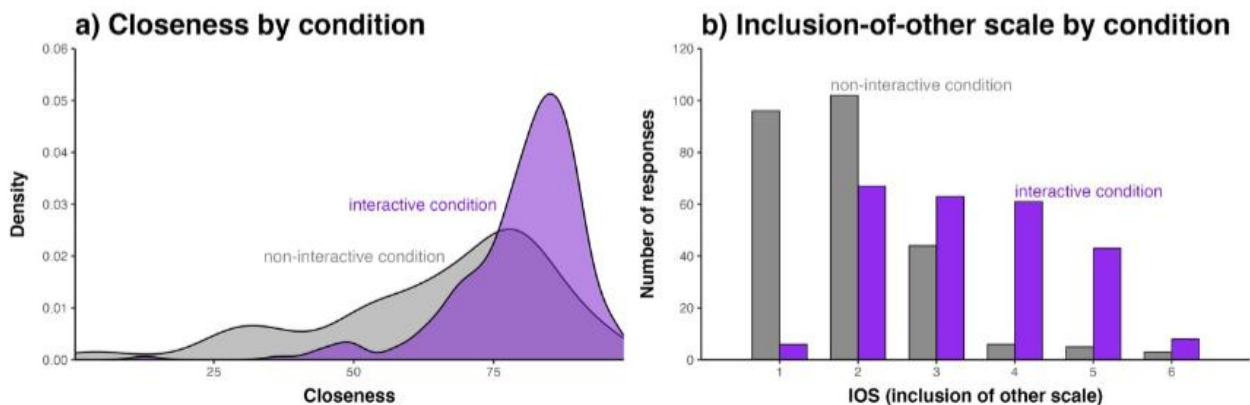 a) Closeness by condition
0.06
0.05
0.04
0.03
0.02
0.01
0.00
Density
interactive condition
non-interactive condition
25
50
75
Closeness
b) Inclusion-of-other scale by condition
120
100
80
60
40
20
0
Number of responses
non-interactive condition
interactive condition
1
2
3
4
5
6
IOS (inclusion of other scale)